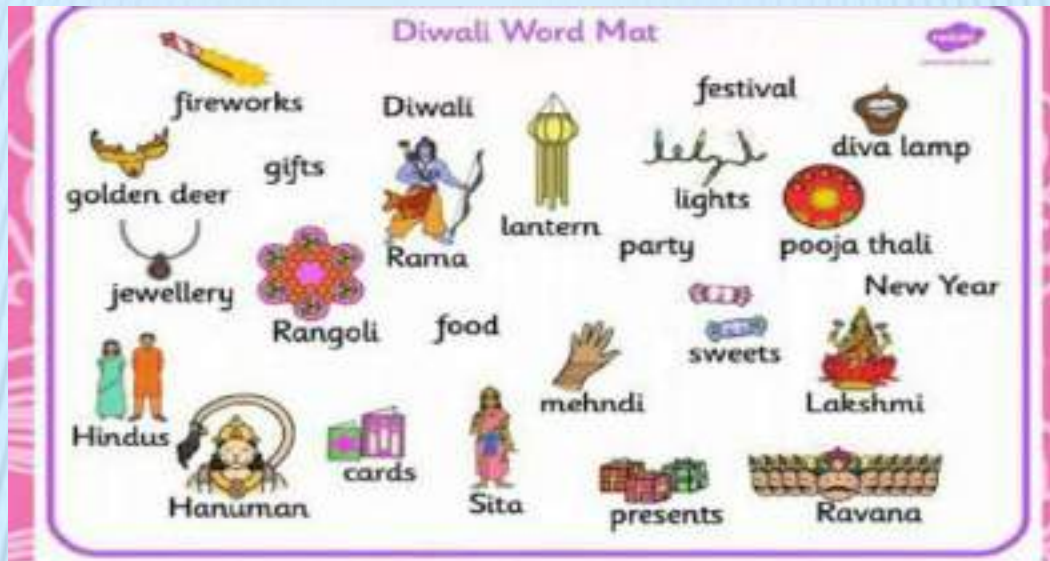 Diwali Word Mat
fireworks
Diwali
festival
diva lamp
golden deer
gifts
lantern
lights
Rama
party
pooja thali
jewellery
Rangoli
food
New Year
sweets
mehndi
Lakshmi
Hindus
Hanuman
cards
Sita
presents
Ravana